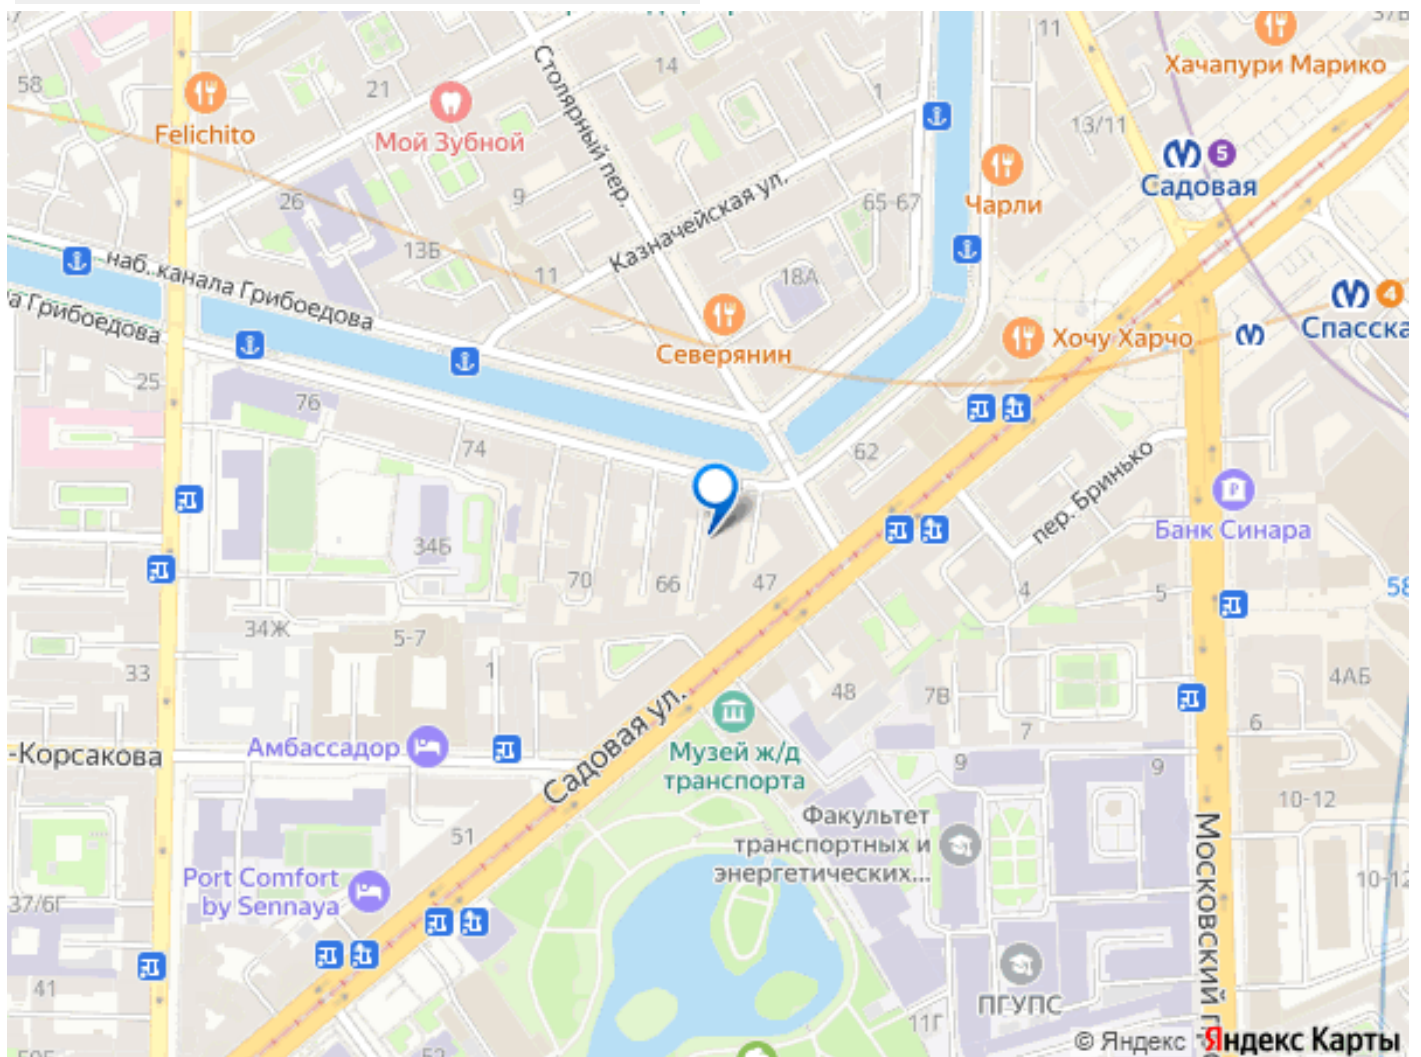 11
37В
Хачапури Марико
58
21
14
1
Felichito
Мой Зубной
13/11
5
Садовая
Столярный пер.
26
9
65-67
Чарли
13Б
11
Казначейская ул.
18А
наб. канала Грибоедова
а Грибоедова
4
Спасска
Северянин
Хочу Харчо
25
76
74
62
пер. Бринько
Банк Синара
34Б
70
66
47
4
5
58
34Ж
5-7
33
1
48
7В
7
4АБ
6
-Корсакова
Амбассадор
Садовая ул.
Музей ж/д
транспорта
9
9
10-12
Факультет
транспортных и
энергетических...
51
Port Comfort
by Sennaya
37/6Г
10-12
Московский п
41
ПГУПС
11Г
© Яндекс
Яндекс Карты